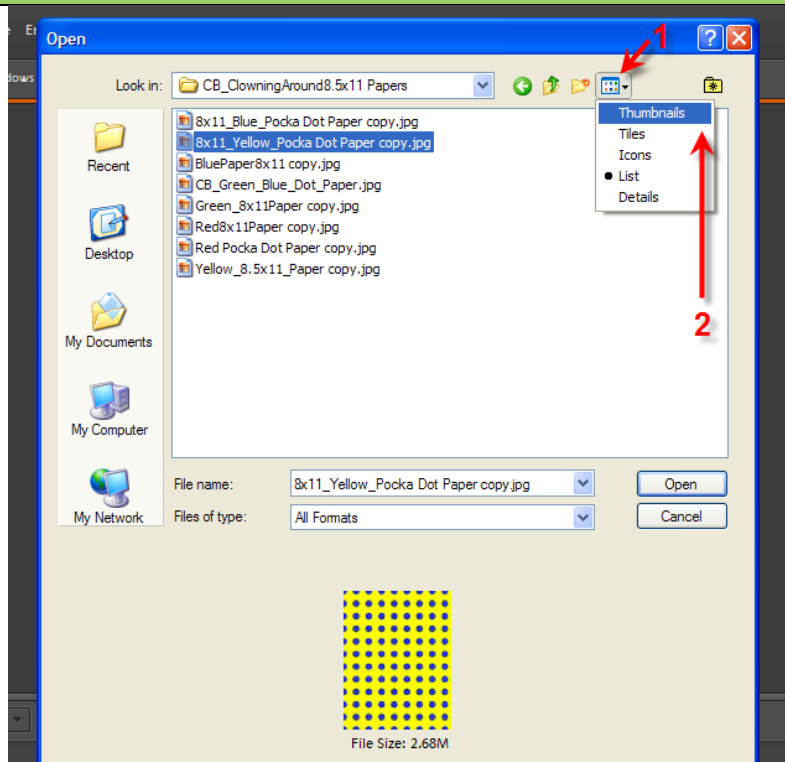 Er
Open
1
dows
Look in:
CB_ClowningAround8.5x11 Papers
Thumbnails
Tiles
Icons
List
Details
2
8x11_Blue_Pocka Dot Paper copy.jpg
8x11_Yellow_Pocka Dot Paper copy.jpg
BluePaper8x11 copy.jpg
CB_Green_Blue_Dot_Paper.jpg
Green_8x11Paper copy.jpg
Red8x11Paper copy.jpg
Red Pocka Dot Paper copy.jpg
Yellow_8.5x11_Paper copy.jpg
Recent
Desktop
My Documents
My Computer
My Network
File name:
8x11_Yellow_Pocka Dot Paper copy.jpg
Open
Files of type:
All Formats
Cancel
File Size: 2.68M